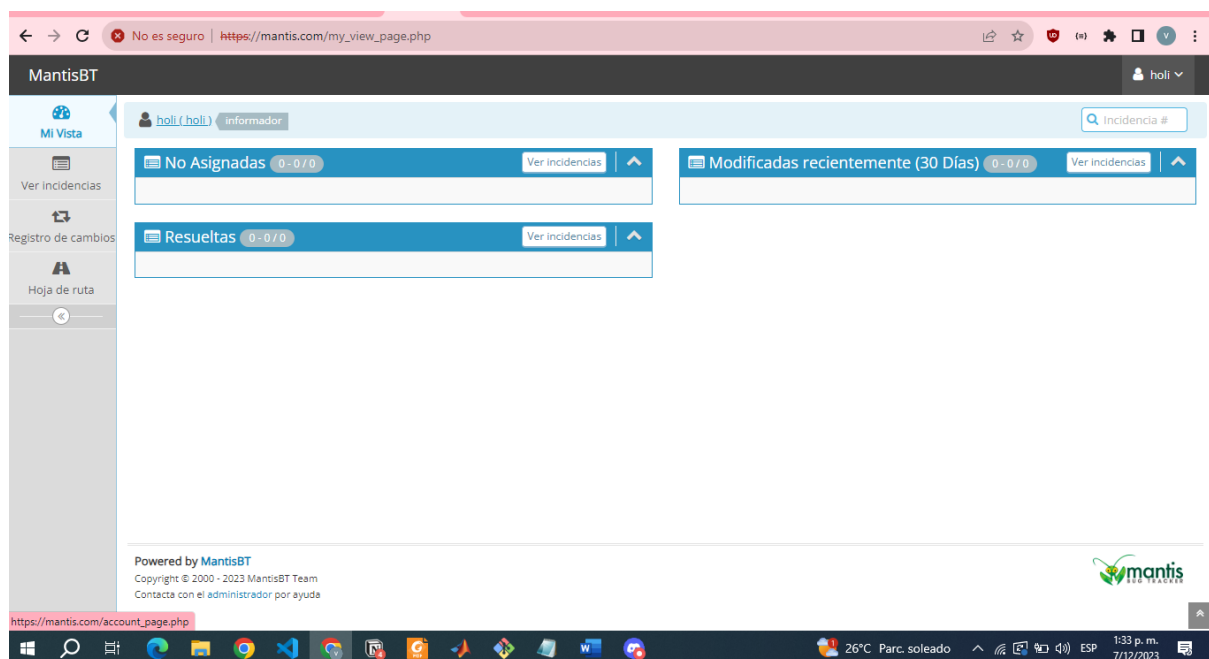 No es seguro | https://mantis.com/my_view_page.php
V
MantisBT
holi
Mi Vista
holi ( holi )
informador
Incidencia #
Ver incidencias
Registro de cambios
Hoja de ruta
No Asignadas 0 - 0 / 0 Ver incidencias
Modificadas recientemente (30 Días) 0 - 0 / 0 Ver incidencias
Resueltas 0 - 0 / 0 Ver incidencias
Powered by MantisBT
Copyright © 2000 - 2023 MantisBT Team
Contacta con el administrador por ayuda
mantis
BUG TRACKER
https://mantis.com/account_page.php
26°C Parc. soleado
ESP
1:33 p. m.
7/12/2023